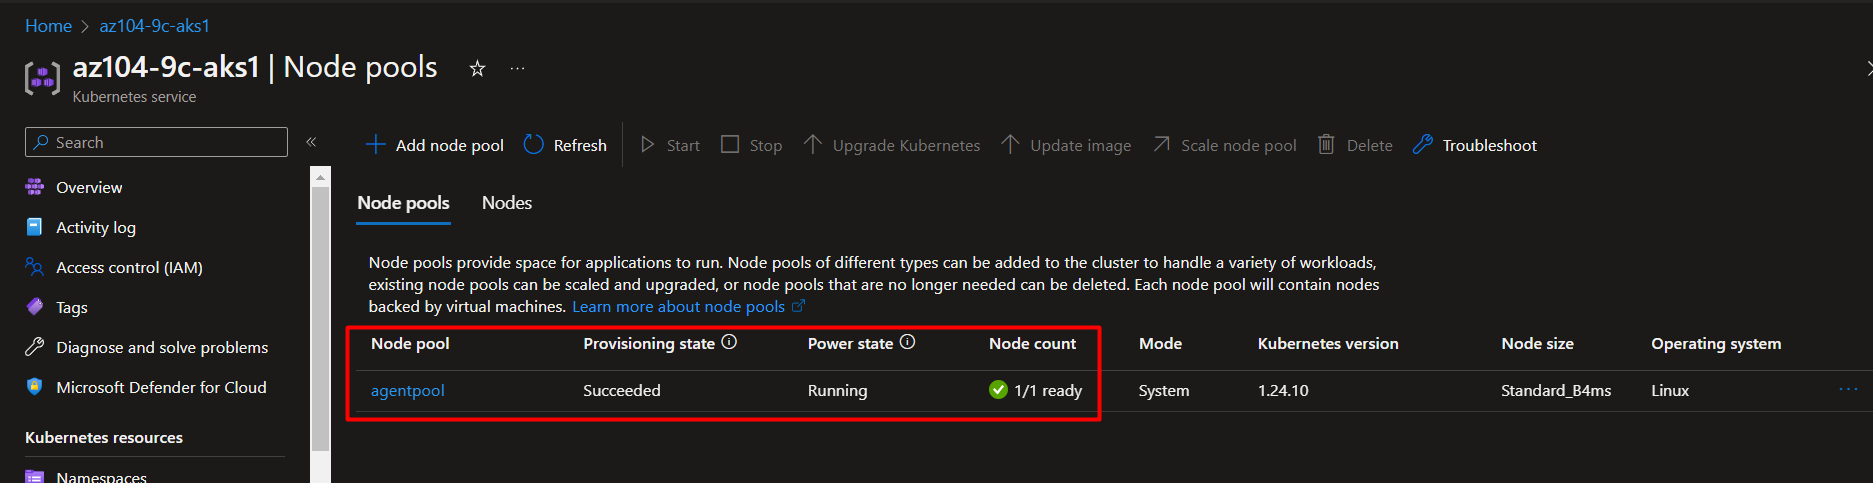 Home > az104-9c-aks1
az104-9c-aks1 | Node pools ☆ ···
Kubernetes service
Search «
Overview
Activity log
Access control (IAM)
Tags
Diagnose and solve problems
Microsoft Defender for Cloud
Kubernetes resources
Namespaces
Add node pool Refresh Start Stop Upgrade Kubernetes Update image Scale node pool Delete Troubleshoot
Node pools Nodes
Node pools provide space for applications to run. Node pools of different types can be added to the cluster to handle a variety of workloads,
existing node pools can be scaled and upgraded, or node pools that are no longer needed can be deleted. Each node pool will contain nodes
backed by virtual machines. Learn more about node pools
Node pool Provisioning state Power state Node count Mode Kubernetes version Node size Operating system
agentpool Succeeded Running 1/1 ready System 1.24.10 Standard_B4ms Linux ···